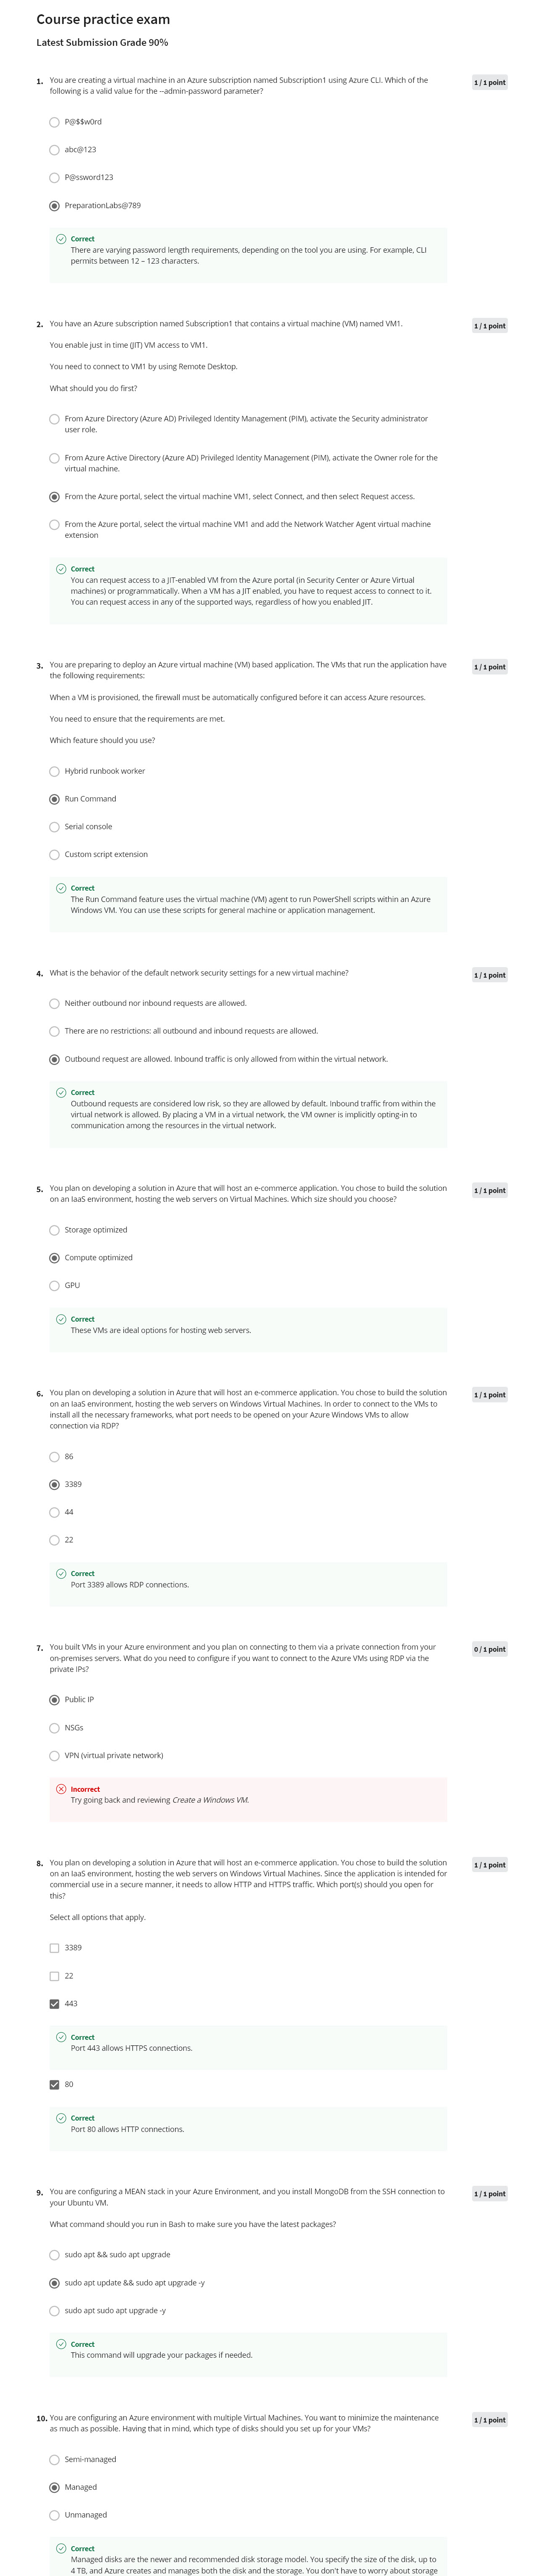 Course practice exam
Latest Submission Grade 90%
1. You are creating a virtual machine in an Azure subscription named Subscription1 using Azure CLI. Which of the
following is a valid value for the --admin-password parameter?
1 / 1 point
P@$$w0rd
abc@123
P@ssword123
PreparationLabs@789
Correct
There are varying password length requirements, depending on the tool you are using. For example, CLI
permits between 12 – 123 characters.
2. You have an Azure subscription named Subscription1 that contains a virtual machine (VM) named VM1.
1 / 1 point
You enable just in time (JIT) VM access to VM1.
You need to connect to VM1 by using Remote Desktop.
What should you do first?
From Azure Directory (Azure AD) Privileged Identity Management (PIM), activate the Security administrator
user role.
From Azure Active Directory (Azure AD) Privileged Identity Management (PIM), activate the Owner role for the
virtual machine.
From the Azure portal, select the virtual machine VM1, select Connect, and then select Request access.
From the Azure portal, select the virtual machine VM1 and add the Network Watcher Agent virtual machine
extension
Correct
You can request access to a JIT-enabled VM from the Azure portal (in Security Center or Azure Virtual
machines) or programmatically. When a VM has a JIT enabled, you have to request access to connect to it.
You can request access in any of the supported ways, regardless of how you enabled JIT.
3. You are preparing to deploy an Azure virtual machine (VM) based application. The VMs that run the application have
the following requirements:
1 / 1 point
When a VM is provisioned, the firewall must be automatically configured before it can access Azure resources.
You need to ensure that the requirements are met.
Which feature should you use?
Hybrid runbook worker
Run Command
Serial console
Custom script extension
Correct
The Run Command feature uses the virtual machine (VM) agent to run PowerShell scripts within an Azure
Windows VM. You can use these scripts for general machine or application management.
4. What is the behavior of the default network security settings for a new virtual machine?
1 / 1 point
Neither outbound nor inbound requests are allowed.
There are no restrictions: all outbound and inbound requests are allowed.
Outbound request are allowed. Inbound traffic is only allowed from within the virtual network.
Correct
Outbound requests are considered low risk, so they are allowed by default. Inbound traffic from within the
virtual network is allowed. By placing a VM in a virtual network, the VM owner is implicitly opting-in to
communication among the resources in the virtual network.
5. You plan on developing a solution in Azure that will host an e-commerce application. You chose to build the solution
on an IaaS environment, hosting the web servers on Virtual Machines. Which size should you choose?
1 / 1 point
Storage optimized
Compute optimized
GPU
Correct
These VMs are ideal options for hosting web servers.
6. You plan on developing a solution in Azure that will host an e-commerce application. You chose to build the solution
on an IaaS environment, hosting the web servers on Windows Virtual Machines. In order to connect to the VMs to
install all the necessary frameworks, what port needs to be opened on your Azure Windows VMs to allow
connection via RDP?
1 / 1 point
86
3389
44
22
Correct
Port 3389 allows RDP connections.
7. You built VMs in your Azure environment and you plan on connecting to them via a private connection from your
on-premises servers. What do you need to configure if you want to connect to the Azure VMs using RDP via the
private IPs?
0 / 1 point
Public IP
NSGs
VPN (virtual private network)
Incorrect
Try going back and reviewing Create a Windows VM.
8. You plan on developing a solution in Azure that will host an e-commerce application. You chose to build the solution
on an IaaS environment, hosting the web servers on Windows Virtual Machines. Since the application is intended for
commercial use in a secure manner, it needs to allow HTTP and HTTPS traffic. Which port(s) should you open for
this?
1 / 1 point
Select all options that apply.
3389
22
443
Correct
Port 443 allows HTTPS connections.
80
Correct
Port 80 allows HTTP connections.
9. You are configuring a MEAN stack in your Azure Environment, and you install MongoDB from the SSH connection to
your Ubuntu VM.
1 / 1 point
What command should you run in Bash to make sure you have the latest packages?
sudo apt && sudo apt upgrade
sudo apt update && sudo apt upgrade -y
sudo apt sudo apt upgrade -y
Correct
This command will upgrade your packages if needed.
10. You are configuring an Azure environment with multiple Virtual Machines. You want to minimize the maintenance
as much as possible. Having that in mind, which type of disks should you set up for your VMs?
1 / 1 point
Semi-managed
Managed
Unmanaged
Correct
Managed disks are the newer and recommended disk storage model. You specify the size of the disk, up to
4 TB, and Azure creates and manages both the disk and the storage. You don't have to worry about storage